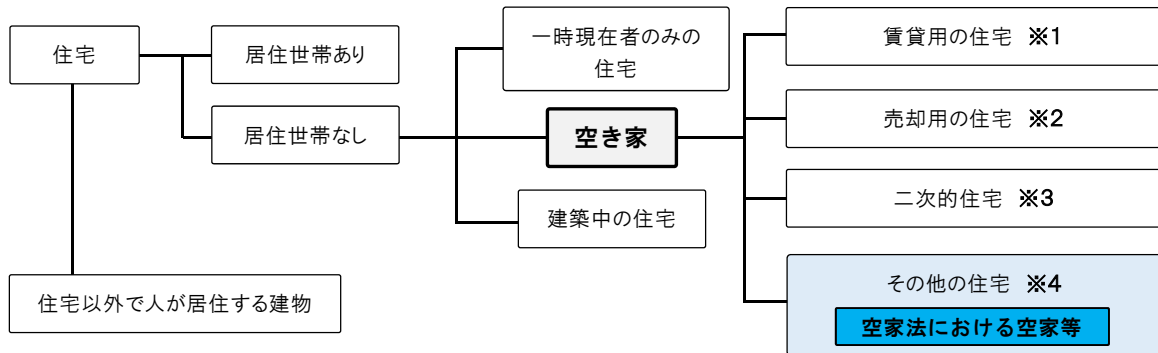 住宅
居住世帯あり
居住世帯なし
住宅以外で人が居住する建物
一時現在者のみの
住宅
空き家
建築中の住宅
賃貸用の住宅 ※1
売却用の住宅 ※2
二次的住宅 ※3
その他の住宅 ※4
空家法における空家等